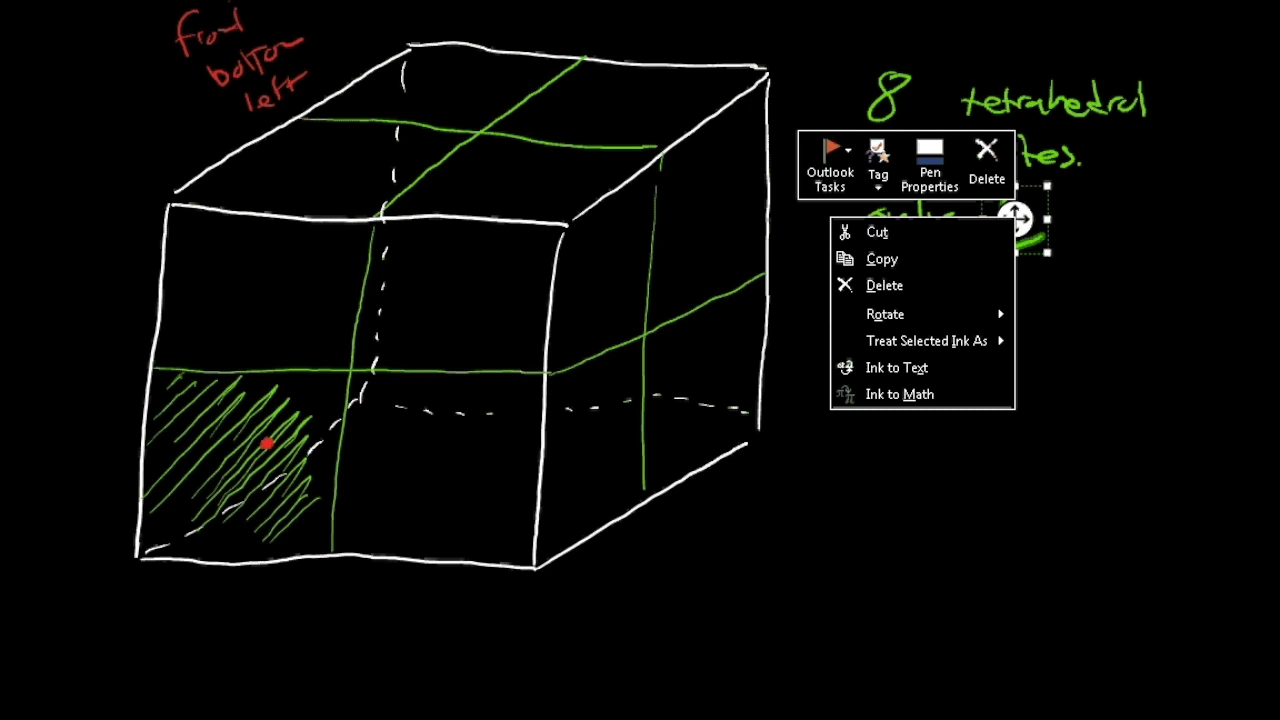 front
bottom
left
8 tetrahedral
tes.
Outlook
Tasks
Tag
Pen
Properties
Delete
Cut
Copy
Delete
Rotate
Treat Selected Ink As
Ink to Text
Ink to Math